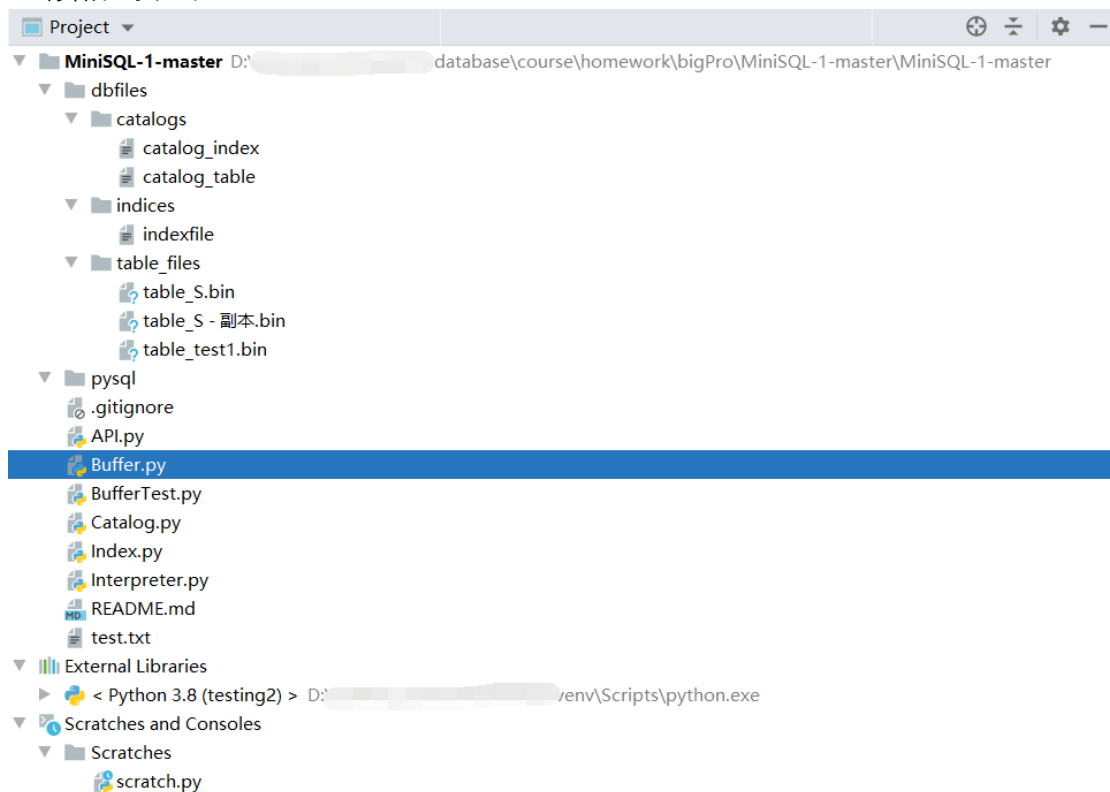 Project
MiniSQL-1-master D:\ database\course\homework\bigPro\MiniSQL-1-master\MiniSQL-1-master
dbfiles
catalogs
catalog_index
catalog_table
indices
indexfile
table_files
table_S.bin
table_S - 副本.bin
table_test1.bin
pysql
.gitignore
API.py
Buffer.py
BufferTest.py
Catalog.py
Index.py
Interpreter.py
README.md
test.txt
External Libraries
< Python 3.8 (testing2) > D:\ venv\Scripts\python.exe
Scratches and Consoles
Scratches
scratch.py